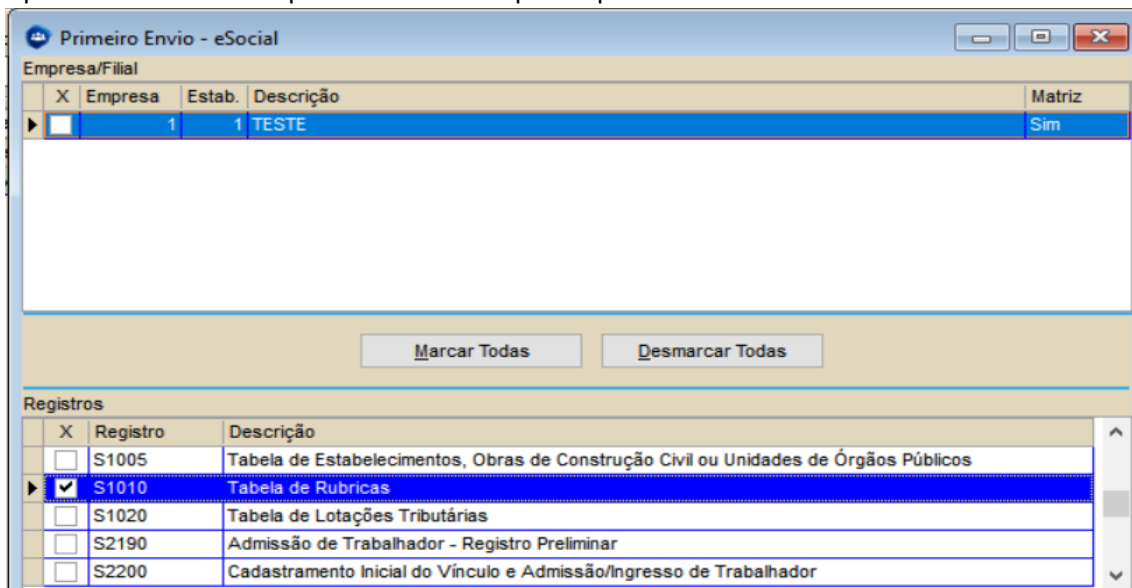 Primeiro Envio - eSocial
Empresa/Filial
X Empresa Estab. Descrição Matriz
1 1 TESTE Sim
Marcar Todas Desmarcar Todas
Registros
X Registro Descrição
S1005 Tabela de Estabelecimentos, Obras de Construção Civil ou Unidades de Órgãos Públicos
S1010 Tabela de Rubricas
S1020 Tabela de Lotações Tributárias
S2190 Admissão de Trabalhador - Registro Preliminar
S2200 Cadastramento Inicial do Vínculo e Admissão/Ingresso de Trabalhador